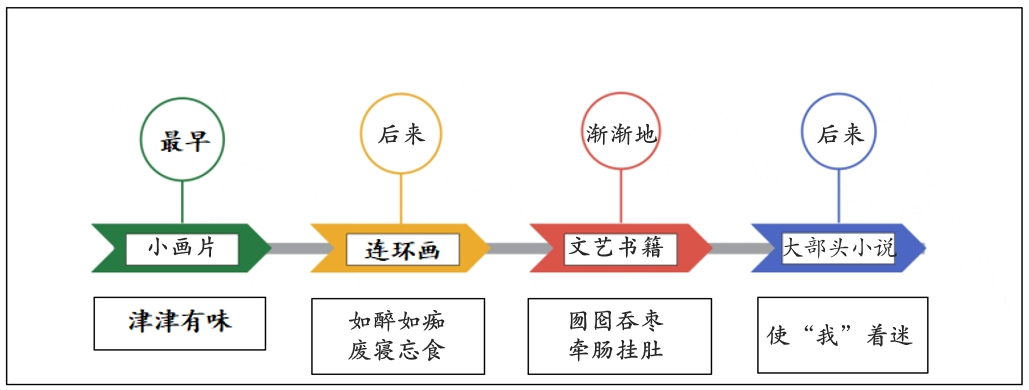 最早
后来
渐渐地
后来
小画片
连环画
文艺书籍
大部头小说
津津有味
如醉如痴
废寝忘食
囫囵吞枣
牵肠挂肚
使“我”着迷